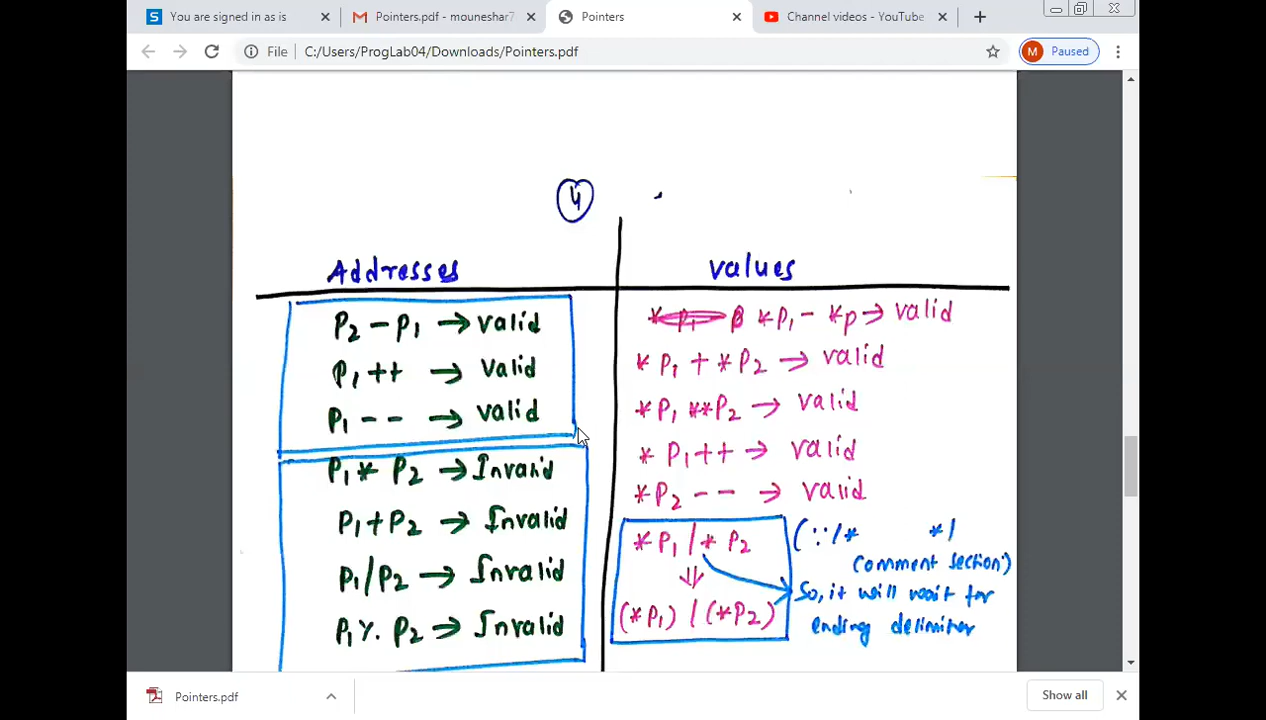 You are signed in as is
Pointers.pdf - mouneshar7
Pointers
Channel videos - YouTube
File
C:/Users/ProgLab04/Downloads/Pointers.pdf
M
Paused
4
Addresses
values
P2 - P1 → valid
P1 ++ → valid
P1 -- → valid
P1 * P2 → Invalid
P1 + P2 → Invalid
P1 / P2 → Invalid
P1 % P2 → Invalid
*P1 - *P → valid
*P1 + *P2 → valid
*P1 **P2 → valid
*P1++ → valid
*P2 -- → valid
*P1 / *P2
⇓
(*P1) / (*P2)
(∵ /* */
comment section)
So, it will wait for
ending delimiter
Pointers.pdf
Show all